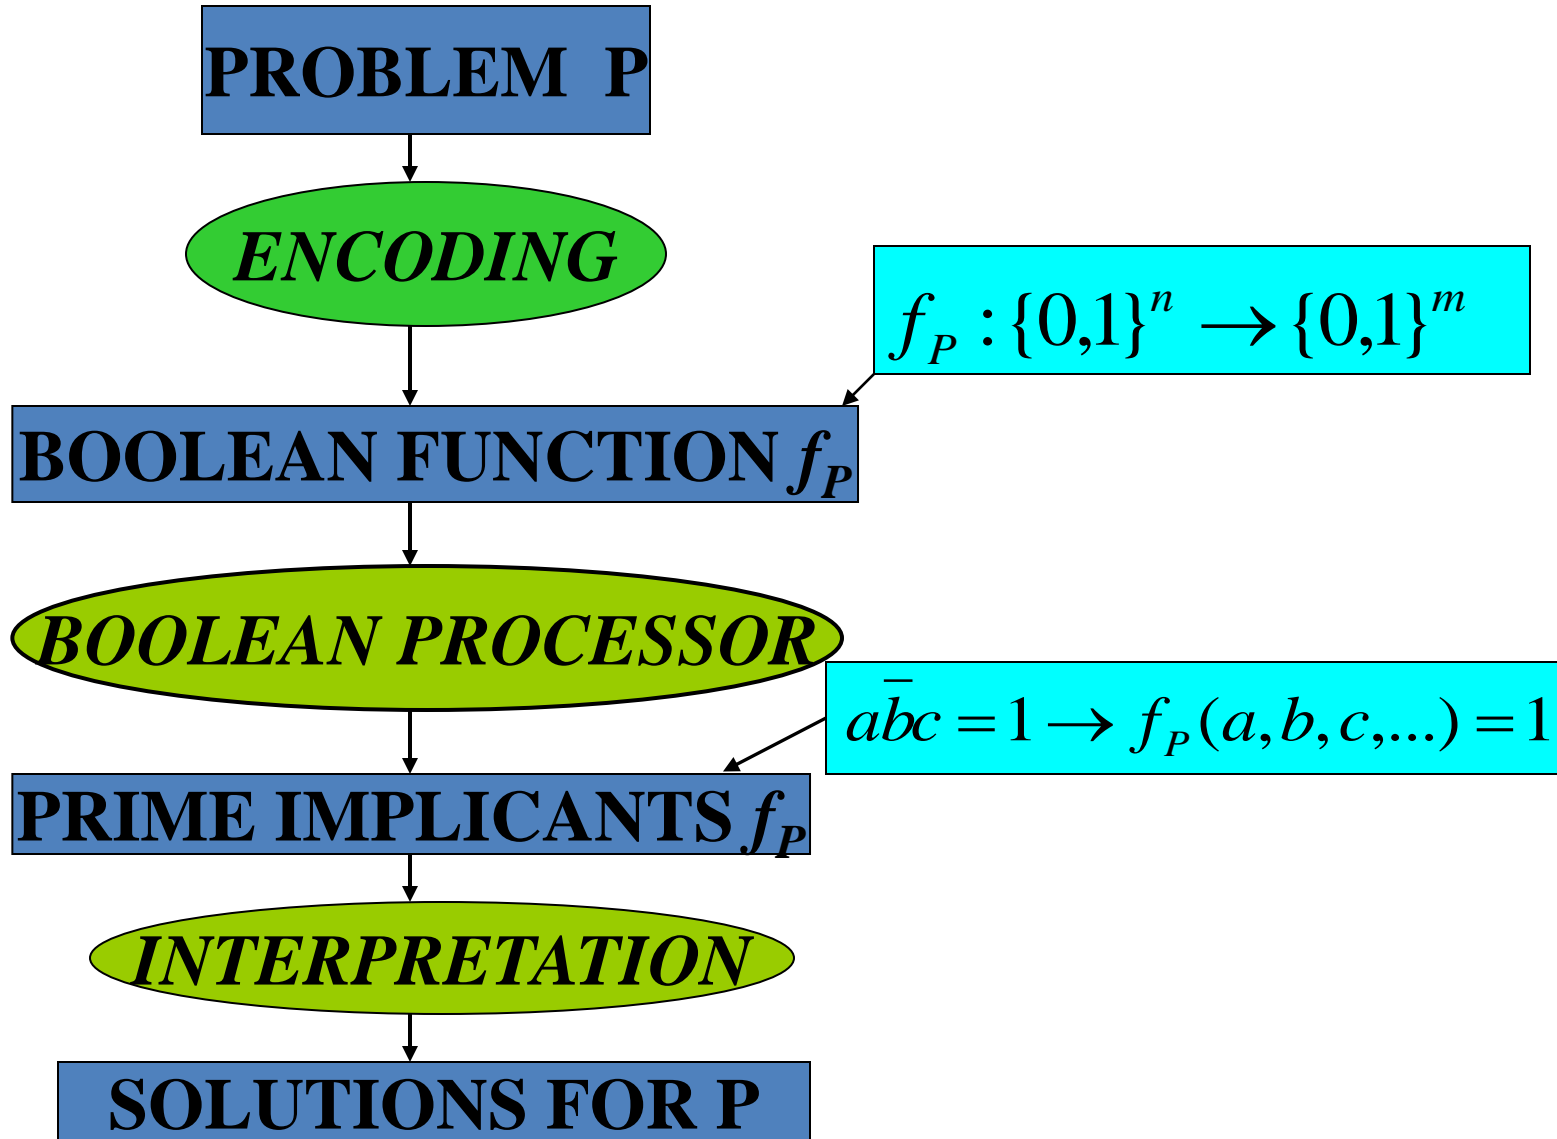 PROBLEM P
ENCODING
f_P : {0,1}^n → {0,1}^m
BOOLEAN FUNCTION f_P
BOOLEAN PROCESSOR
ab̅c = 1 → f_P(a,b,c,...) = 1
PRIME IMPLICANTS f_P
INTERPRETATION
SOLUTIONS FOR P